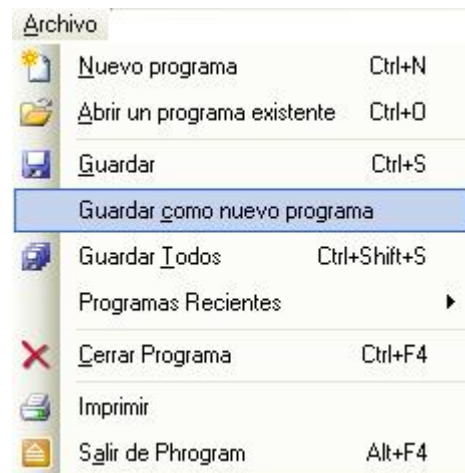 Archivo
Nuevo programa Ctrl+N
Abrir un programa existente Ctrl+O
Guardar Ctrl+S
Guardar como nuevo programa
Guardar Todos Ctrl+Shift+S
Programas Recientes
Cerrar Programa Ctrl+F4
Imprimir
Salir de Phrogram Alt+F4